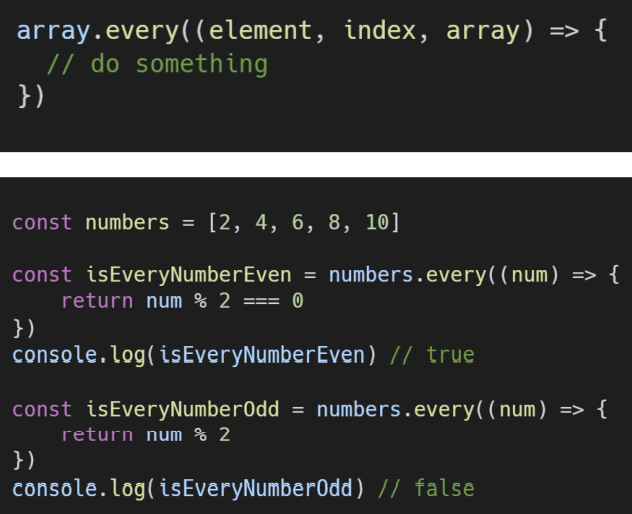 array.every((element, index, array) => {
  // do something
})
const numbers = [2, 4, 6, 8, 10]
const isEveryNumberEven = numbers.every((num) => {
    return num % 2 === 0
})
console.log(isEveryNumberEven) // true
const isEveryNumberOdd = numbers.every((num) => {
    return num % 2
})
console.log(isEveryNumberOdd) // false